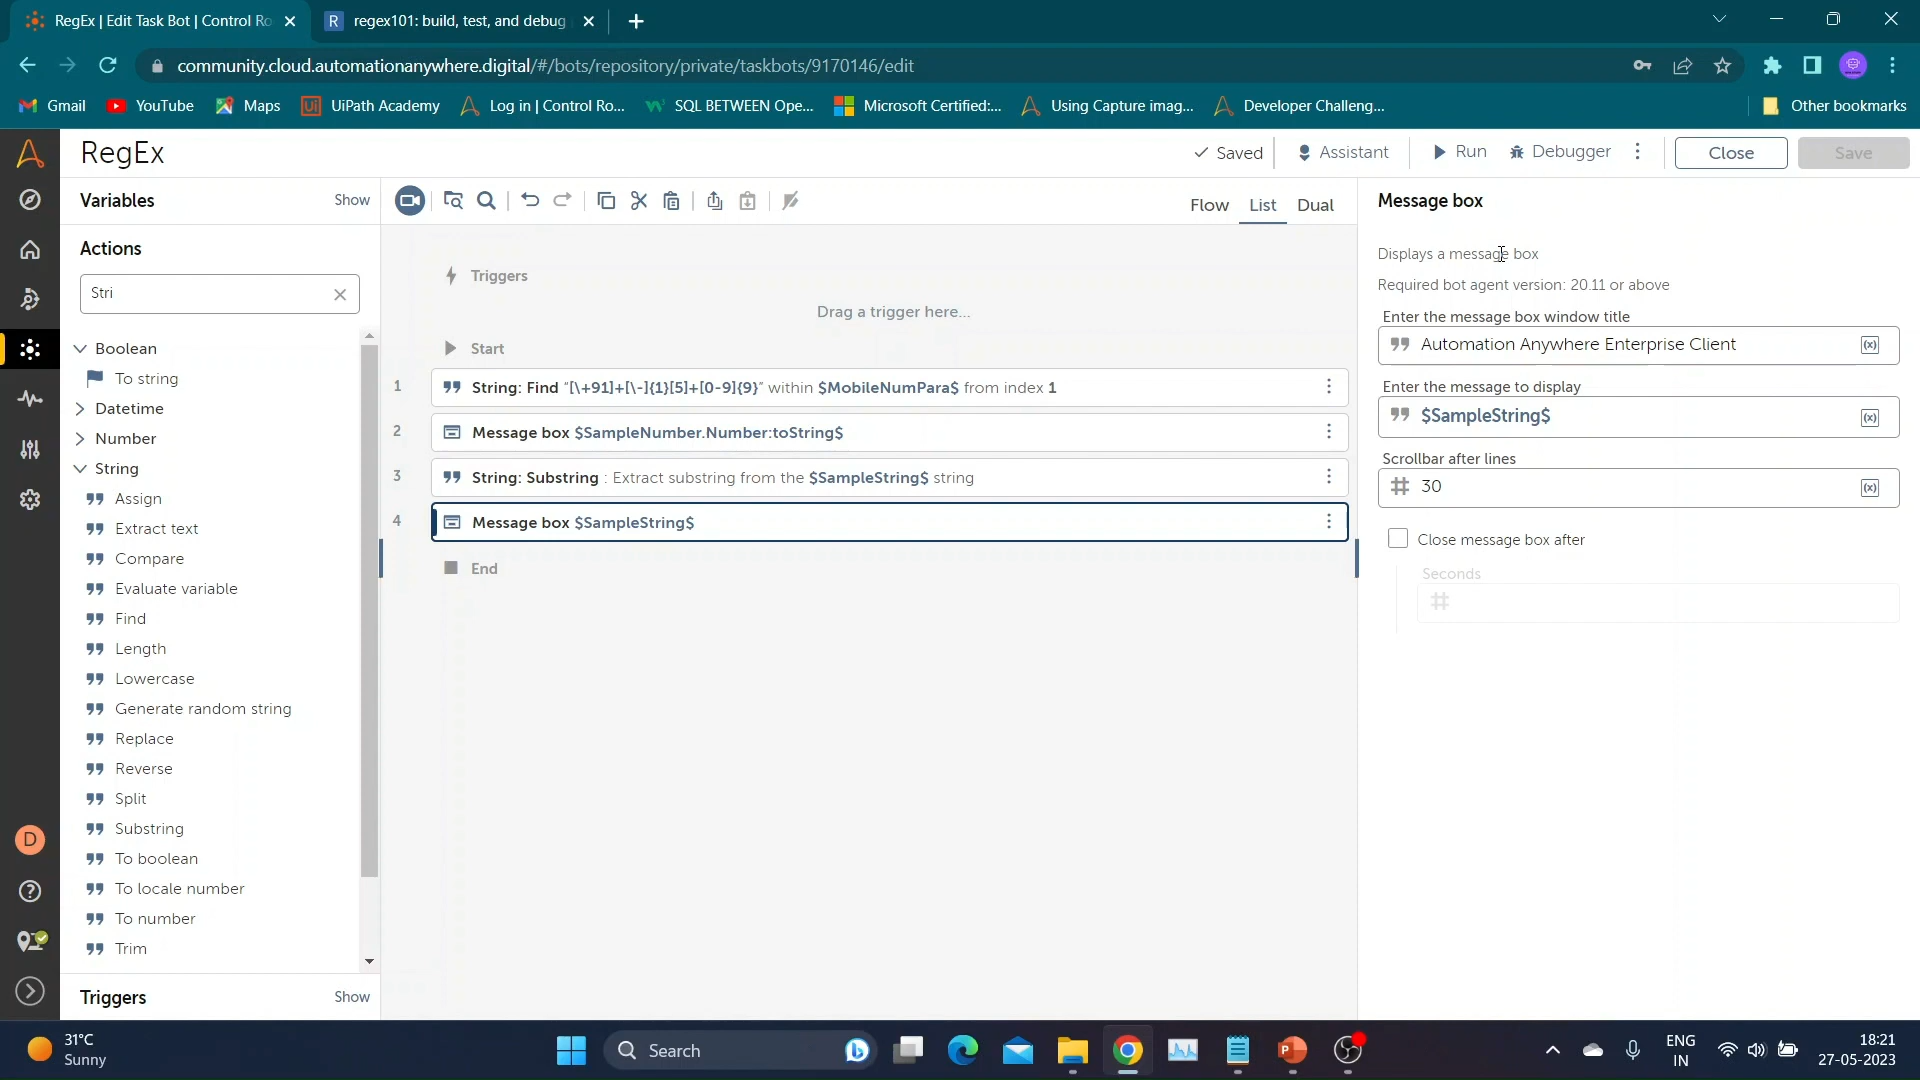 RegEx | Edit Task Bot | Control Ro
regex101: build, test, and debug
community.cloud.automationanywhere.digital/#/bots/repository/private/taskbots/9170146/edit
Gmail
YouTube
Maps
UiPath Academy
Log in | Control Ro...
SQL BETWEEN Ope...
Microsoft Certified:...
Using Capture imag...
Developer Challeng...
Other bookmarks
RegEx
Saved
Assistant
Run
Debugger
Close
Save
Variables
Show
Actions
Stri
Boolean
To string
Datetime
Number
String
Assign
Extract text
Compare
Evaluate variable
Find
Length
Lowercase
Generate random string
Replace
Reverse
Split
Substring
To boolean
To locale number
To number
Trim
Triggers
Show
Flow
List
Dual
Triggers
Drag a trigger here...
Start
1 String: Find "[\+91]+[\-]{1}[5]+[0-9]{9}" within $MobileNumPara$ from index 1
2 Message box $SampleNumber.Number:toString$
3 String: Substring : Extract substring from the $SampleString$ string
4 Message box $SampleString$
End
Message box
Displays a message box
Required bot agent version: 20.11 or above
Enter the message box window title
Automation Anywhere Enterprise Client
(x)
Enter the message to display
$SampleString$
(x)
Scrollbar after lines
30
(x)
Close message box after
Seconds
D
31°C
Sunny
Search
ENG
IN
18:21
27-05-2023